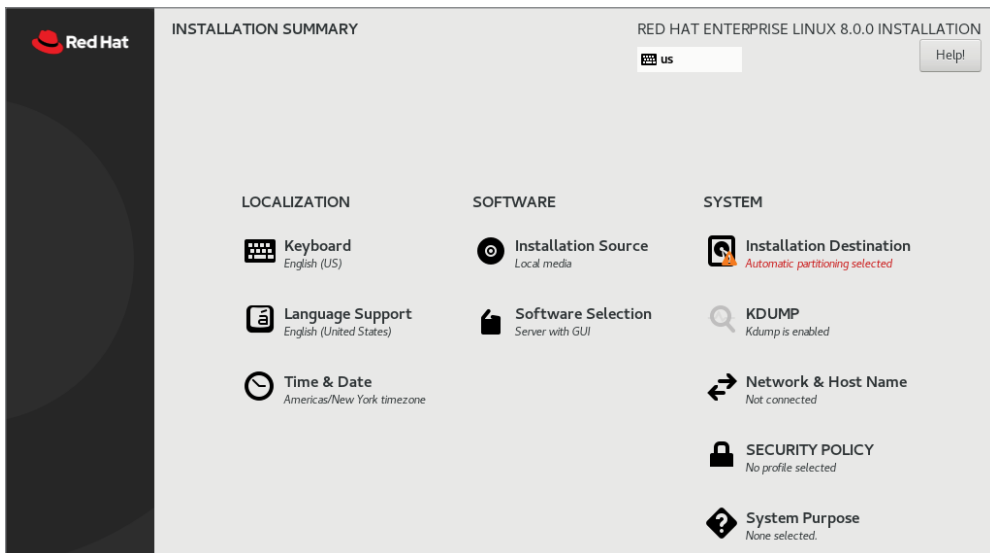 Red Hat
INSTALLATION SUMMARY
RED HAT ENTERPRISE LINUX 8.0.0 INSTALLATION
us
Help!
LOCALIZATION
Keyboard
English (US)
Language Support
English (United States)
Time & Date
Americas/New York timezone
SOFTWARE
Installation Source
Local media
Software Selection
Server with GUI
SYSTEM
Installation Destination
Automatic partitioning selected
KDUMP
Kdump is enabled
Network & Host Name
Not connected
SECURITY POLICY
No profile selected
System Purpose
None selected.